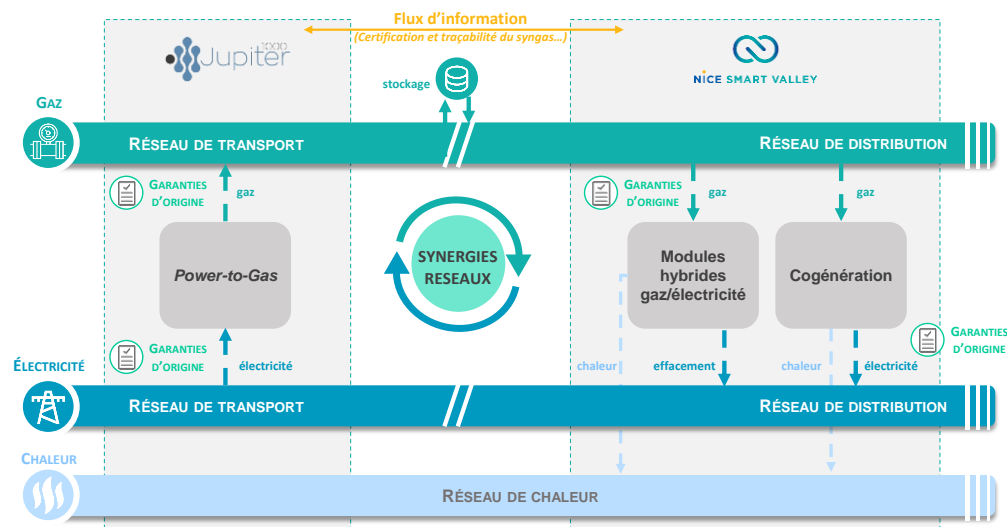 Flux d'information
(Certification et traçabilité du syngas...)
Jupiter
1000
NICE SMART VALLEY
stockage
GAZ
RÉSEAU DE TRANSPORT
RÉSEAU DE DISTRIBUTION
GARANTIES
D'ORIGINE
gaz
GARANTIES
D'ORIGINE
gaz
gaz
Power-to-Gas
SYNERGIES
RESEAUX
Modules
hybrides
gaz/électricité
Cogénération
GARANTIES
D'ORIGINE
électricité
GARANTIES
D'ORIGINE
chaleur
effacement
chaleur
électricité
ÉLECTRICITÉ
RÉSEAU DE TRANSPORT
RÉSEAU DE DISTRIBUTION
CHALEUR
RÉSEAU DE CHALEUR